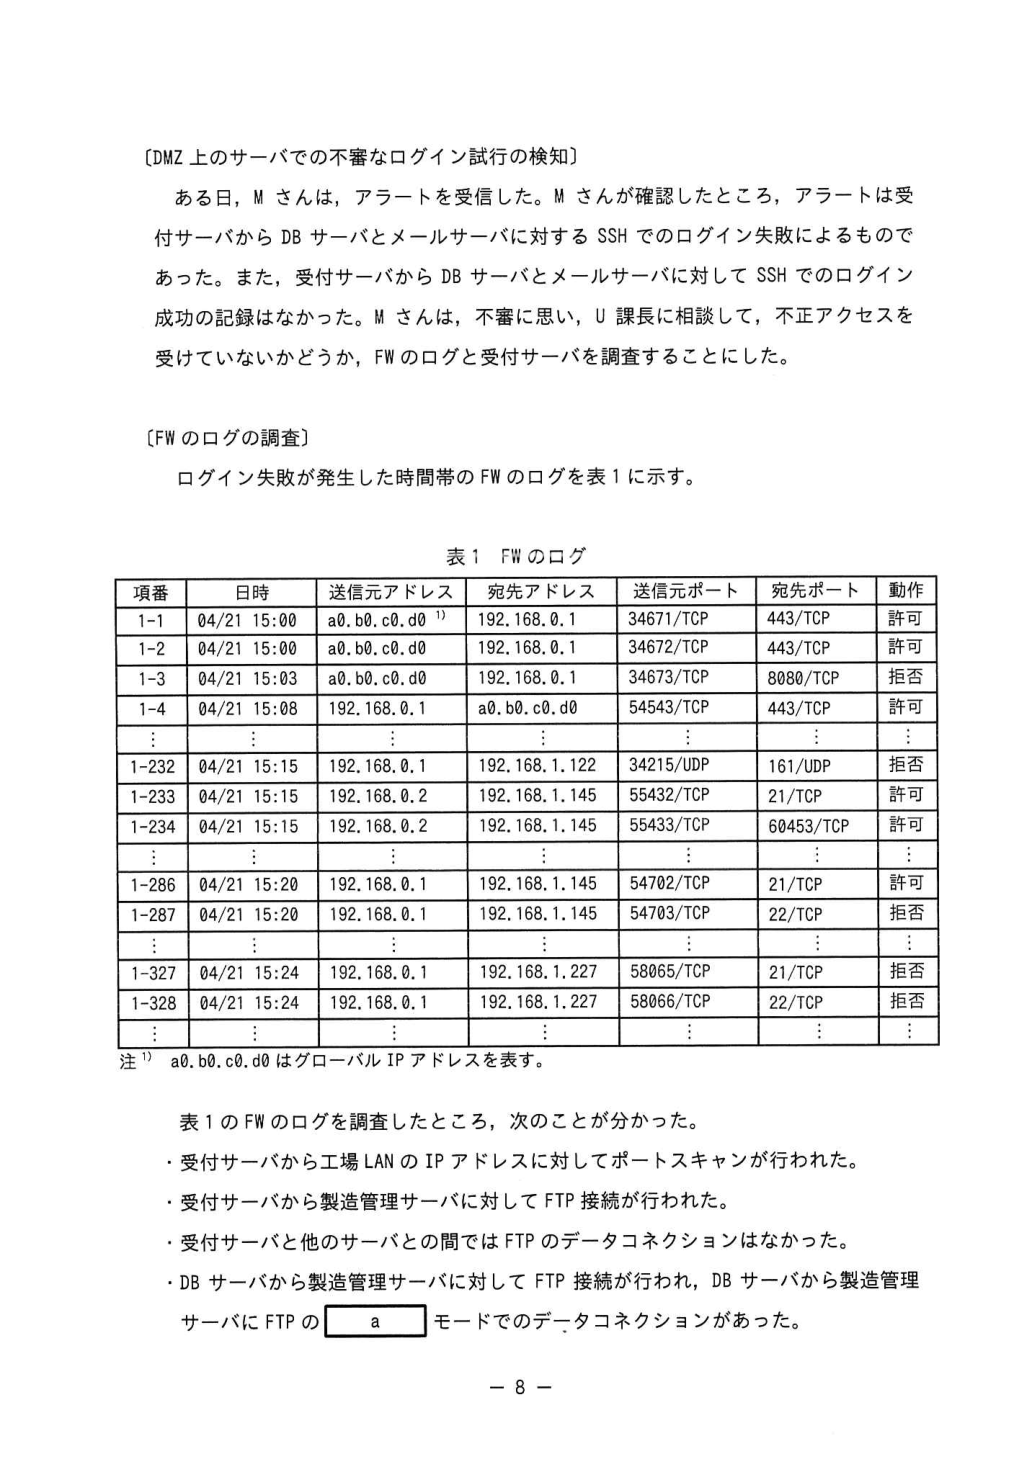 〔DMZ 上のサーバでの不審なログイン試行の検知〕
ある日，M さんは，アラートを受信した。M さんが確認したところ，アラートは受
付サーバから DB サーバとメールサーバに対する SSH でのログイン失敗によるもので
あった。また，受付サーバから DB サーバとメールサーバに対して SSH でのログイン
成功の記録はなかった。M さんは，不審に思い，U 課長に相談して，不正アクセスを
受けていないかどうか，FW のログと受付サーバを調査することにした。
〔FW のログの調査〕
ログイン失敗が発生した時間帯の FW のログを表 1 に示す。
表 1 FW のログ
項番 日時 送信元アドレス 宛先アドレス 送信元ポート 宛先ポート 動作
1-1 04/21 15:00 a0.b0.c0.d0 1) 192.168.0.1 34671/TCP 443/TCP 許可
1-2 04/21 15:00 a0.b0.c0.d0 192.168.0.1 34672/TCP 443/TCP 許可
1-3 04/21 15:03 a0.b0.c0.d0 192.168.0.1 34673/TCP 8080/TCP 拒否
1-4 04/21 15:08 192.168.0.1 a0.b0.c0.d0 54543/TCP 443/TCP 許可
⋮ ⋮ ⋮ ⋮ ⋮ ⋮ ⋮
1-232 04/21 15:15 192.168.0.1 192.168.1.122 34215/UDP 161/UDP 拒否
1-233 04/21 15:15 192.168.0.2 192.168.1.145 55432/TCP 21/TCP 許可
1-234 04/21 15:15 192.168.0.2 192.168.1.145 55433/TCP 60453/TCP 許可
⋮ ⋮ ⋮ ⋮ ⋮ ⋮ ⋮
1-286 04/21 15:20 192.168.0.1 192.168.1.145 54702/TCP 21/TCP 許可
1-287 04/21 15:20 192.168.0.1 192.168.1.145 54703/TCP 22/TCP 拒否
⋮ ⋮ ⋮ ⋮ ⋮ ⋮ ⋮
1-327 04/21 15:24 192.168.0.1 192.168.1.227 58065/TCP 21/TCP 拒否
1-328 04/21 15:24 192.168.0.1 192.168.1.227 58066/TCP 22/TCP 拒否
⋮ ⋮ ⋮ ⋮ ⋮ ⋮ ⋮
注 1) a0.b0.c0.d0 はグローバル IP アドレスを表す。
表 1 の FW のログを調査したところ，次のことが分かった。
・受付サーバから工場 LAN の IP アドレスに対してポートスキャンが行われた。
・受付サーバから製造管理サーバに対して FTP 接続が行われた。
・受付サーバと他のサーバとの間では FTP のデータコネクションはなかった。
・DB サーバから製造管理サーバに対して FTP 接続が行われ，DB サーバから製造管理
サーバに FTP の a モードでのデータコネクションがあった。
－ 8 －